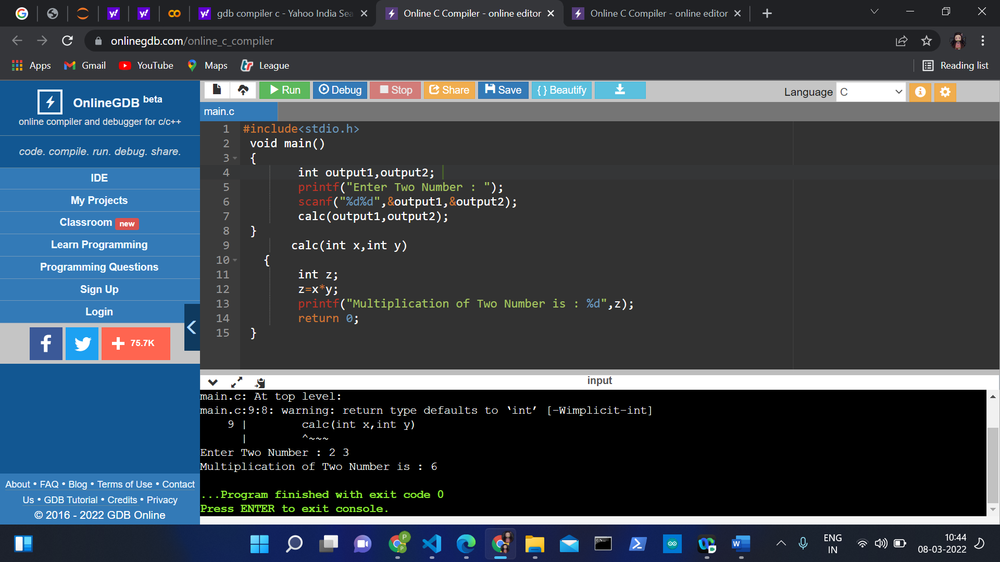 gdb compiler c - Yahoo India Sea
Online C Compiler - online editor
Online C Compiler - online editor
onlinegdb.com/online_c_compiler
Apps
Gmail
YouTube
Maps
League
Reading list
OnlineGDB beta
online compiler and debugger for c/c++
code. compile. run. debug. share.
IDE
My Projects
Classroom new
Learn Programming
Programming Questions
Sign Up
Login
75.7K
About • FAQ • Blog • Terms of Use • Contact
Us • GDB Tutorial • Credits • Privacy
© 2016 - 2022 GDB Online
Run
Debug
Stop
Share
Save
{ } Beautify
Language C
main.c
1 #include<stdio.h>
2 void main()
3 {
4 int output1,output2;
5 printf("Enter Two Number : ");
6 scanf("%d%d",&output1,&output2);
7 calc(output1,output2);
8 }
9 calc(int x,int y)
10 {
11 int z;
12 z=x*y;
13 printf("Multiplication of Two Number is : %d",z);
14 return 0;
15 }
input
main.c: At top level:
main.c:9:8: warning: return type defaults to ‘int’ [-Wimplicit-int]
9 | calc(int x,int y)
| ^~~~
Enter Two Number : 2 3
Multiplication of Two Number is : 6
...Program finished with exit code 0
Press ENTER to exit console.
ENG
IN
10:44
08-03-2022